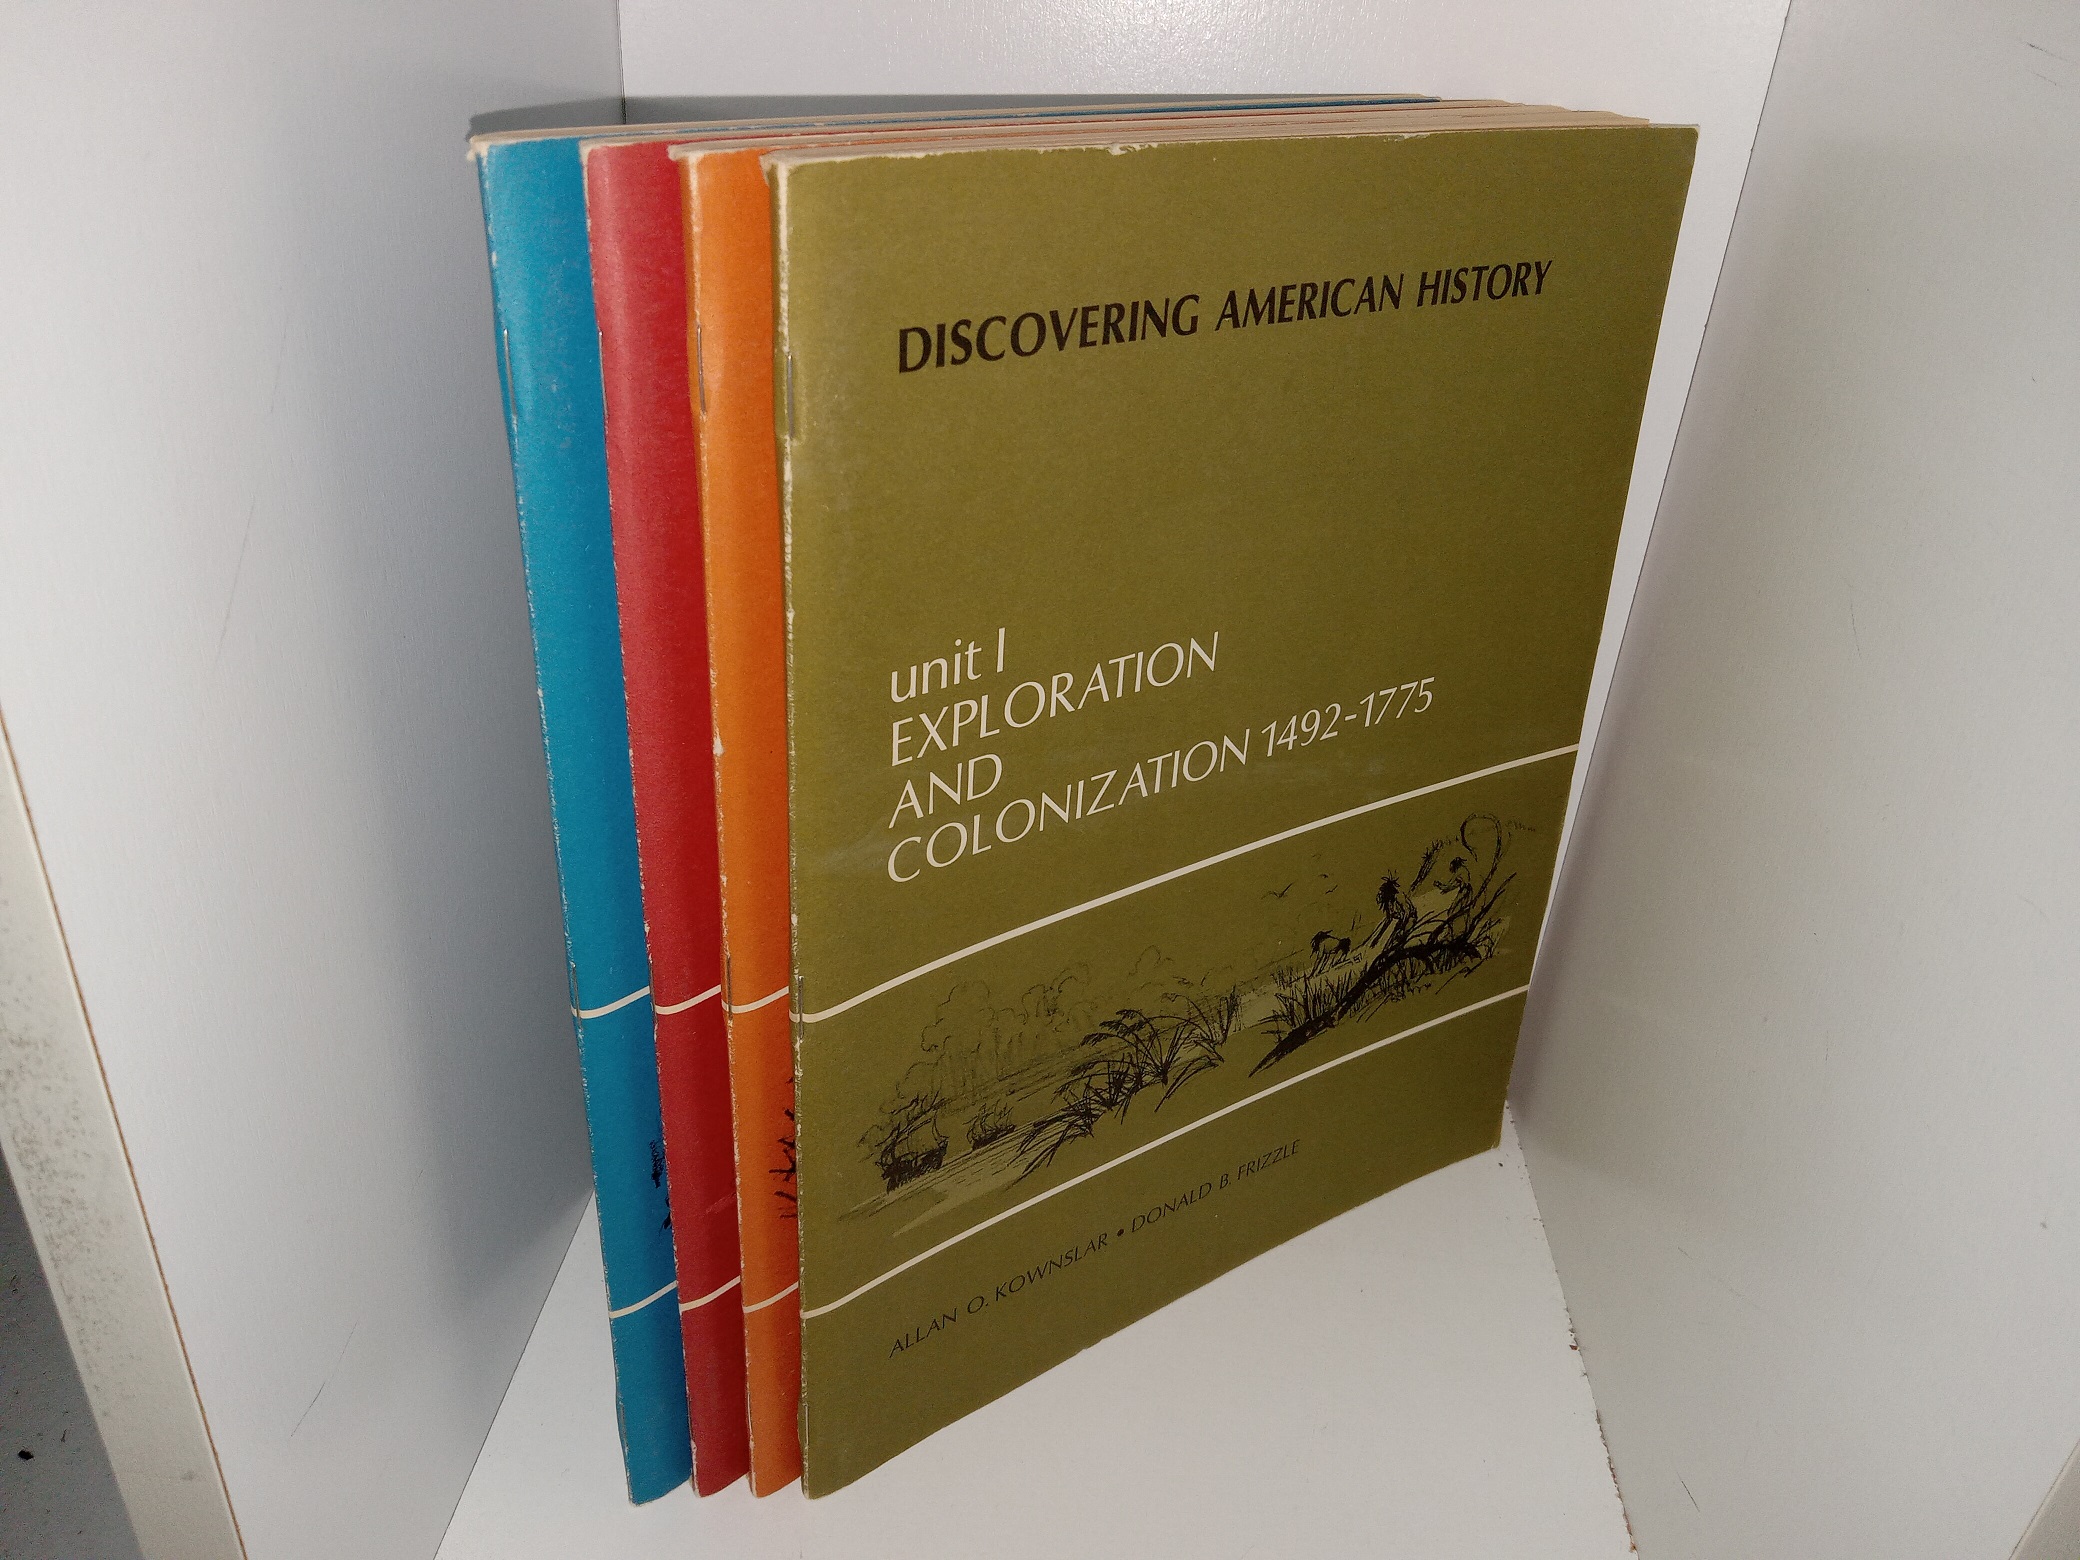 DISCOVERING AMERICAN HISTORY
unit I
EXPLORATION
AND
COLONIZATION 1492-1775
ALLAN O. KOWNSLAR • DONALD B. FRIZZLE